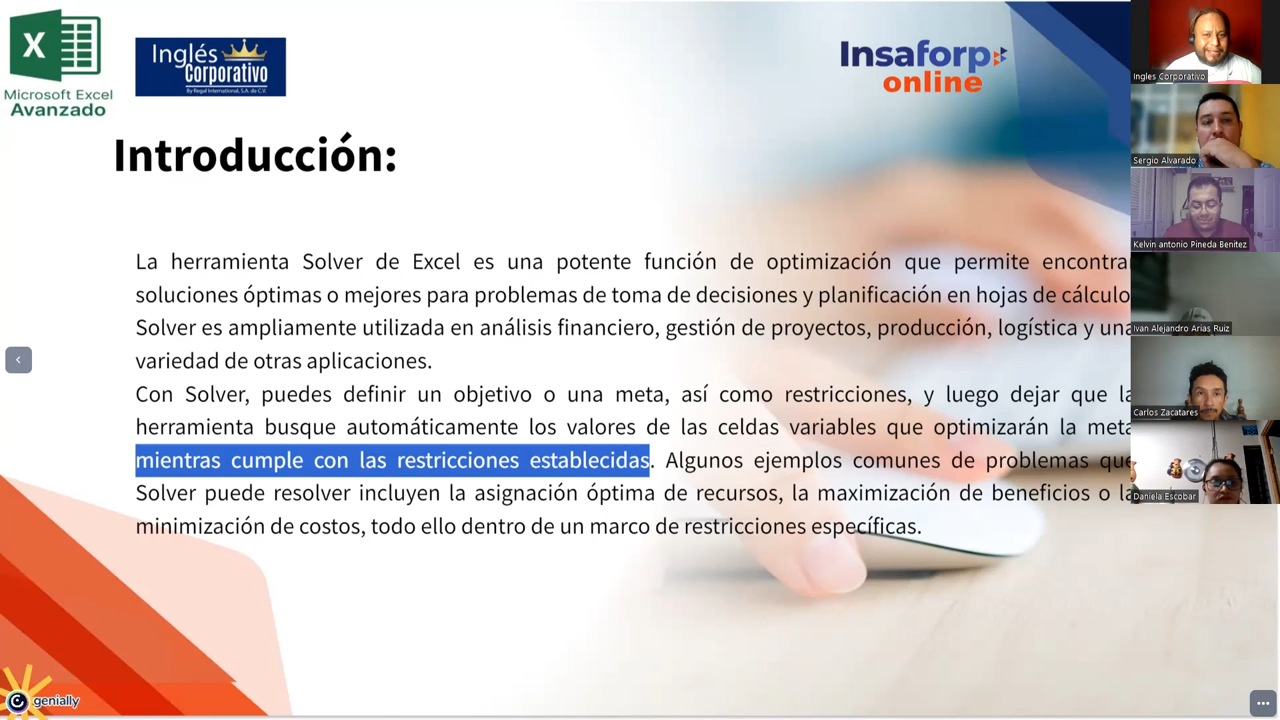 Microsoft Excel
Avanzado
Inglés
Corporativo
By Regal International, S.A. de C.V.
Insaforp
online
Introducción:
La herramienta Solver de Excel es una potente función de optimización que permite encontrar
soluciones óptimas o mejores para problemas de toma de decisiones y planificación en hojas de cálculo
Solver es ampliamente utilizada en análisis financiero, gestión de proyectos, producción, logística y una
variedad de otras aplicaciones.
Con Solver, puedes definir un objetivo o una meta, así como restricciones, y luego dejar que la
herramienta busque automáticamente los valores de las celdas variables que optimizarán la meta
mientras cumple con las restricciones establecidas. Algunos ejemplos comunes de problemas que
Solver puede resolver incluyen la asignación óptima de recursos, la maximización de beneficios o la
minimización de costos, todo ello dentro de un marco de restricciones específicas.
genially
Ingles Corporativo
Sergio Alvarado
Kelvin antonio Pineda Benitez
Ivan Alejandro Arias Ruiz
Carlos Zacatares
Daniela Escobar